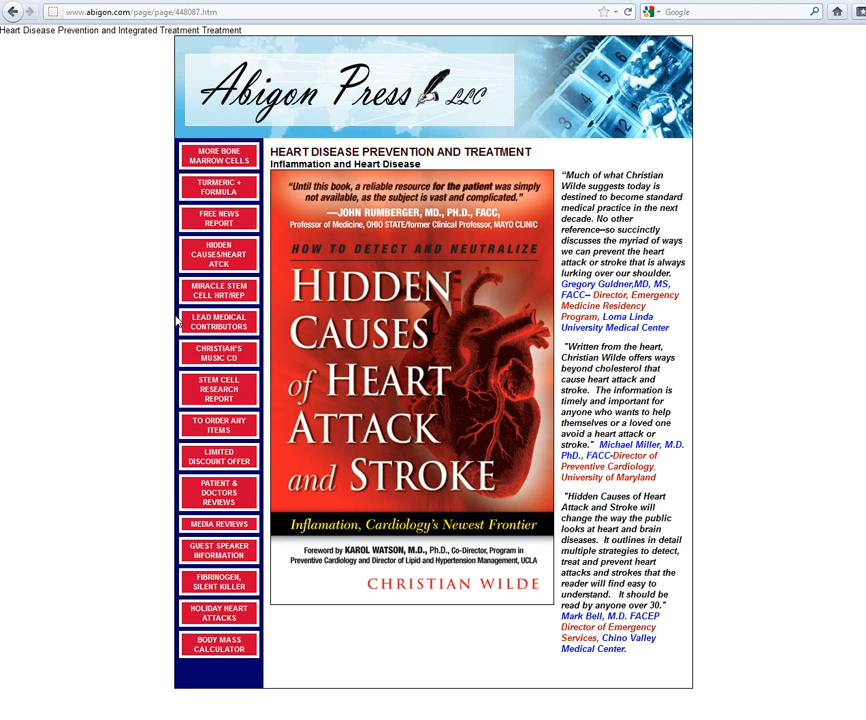 www.abigon.com/page/page/448087.htm
Google
Heart Disease Prevention and Integrated Treatment Treatment
Abigon Press LLC
ORGAN
MORE BONE
MARROW CELLS
TURMERIC +
FORMULA
FREE NEWS
REPORT
HIDDEN
CAUSES/HEART
ATCK
MIRACLE STEM
CELL HRT/REP
LEAD MEDICAL
CONTRIBUTORS
CHRISTIAN'S
MUSIC CD
STEM CELL
RESEARCH
REPORT
TO ORDER ANY
ITEMS
LIMITED
DISCOUNT OFFER
PATIENT &
DOCTORS
REVIEWS
MEDIA REVIEWS
GUEST SPEAKER
INFORMATION
FIBRINOGEN,
SILENT KILLER
HOLIDAY HEART
ATTACKS
BODY MASS
CALCULATOR
HEART DISEASE PREVENTION AND TREATMENT
Inflammation and Heart Disease
“Until this book, a reliable resource for the patient was simply
not available, as the subject is vast and complicated.”
—JOHN RUMBERGER, MD., PH.D., FACC,
Professor of Medicine, OHIO STATE/former Clinical Professor, MAYO CLINIC
HOW TO DETECT AND NEUTRALIZE
HIDDEN
CAUSES
of HEART
ATTACK
and STROKE
Inflamation, Cardiology's Newest Frontier
Foreword by KAROL WATSON, M.D., Ph.D., Co-Director, Program in
Preventive Cardiology and Director of Lipid and Hypertension Management, UCLA
CHRISTIAN WILDE
“Much of what Christian
Wilde suggests today is
destined to become standard
medical practice in the next
decade. No other
reference--so succinctly
discusses the myriad of ways
we can prevent the heart
attack or stroke that is always
lurking over our shoulder.
Gregory Guldner,MD, MS,
FACC-- Director, Emergency
Medicine Residency
Program, Loma Linda
University Medical Center
"Written from the heart,
Christian Wilde offers ways
beyond cholesterol that
cause heart attack and
stroke. The information is
timely and important for
anyone who wants to help
themselves or a loved one
avoid a heart attack or
stroke." Michael Miller, M.D.
PhD., FACC-Director of
Preventive Cardiology,
University of Maryland
"Hidden Causes of Heart
Attack and Stroke will
change the way the public
looks at heart and brain
diseases. It outlines in detail
multiple strategies to detect,
treat and prevent heart
attacks and strokes that the
reader will find easy to
understand. It should be
read by anyone over 30."
Mark Bell, M.D. FACEP
Director of Emergency
Services, Chino Valley
Medical Center.